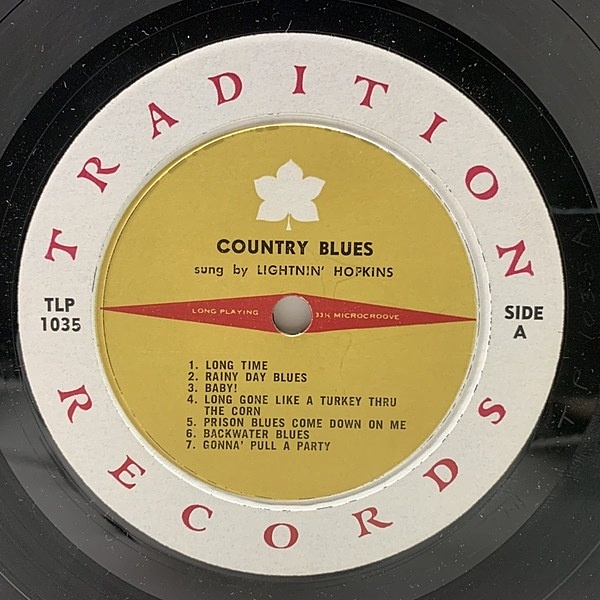 TRADITION
COUNTRY BLUES
sung by LIGHTNIN' HOPKINS
TLP
1035
LONG PLAYING 33⅓ MICROGROOVE
SIDE
A
1. LONG TIME
2. RAINY DAY BLUES
3. BABY!
4. LONG GONE LIKE A TURKEY THRU
THE CORN
5. PRISON BLUES COME DOWN ON ME
6. BACKWATER BLUES
7. GONNA' PULL A PARTY
RECORDS